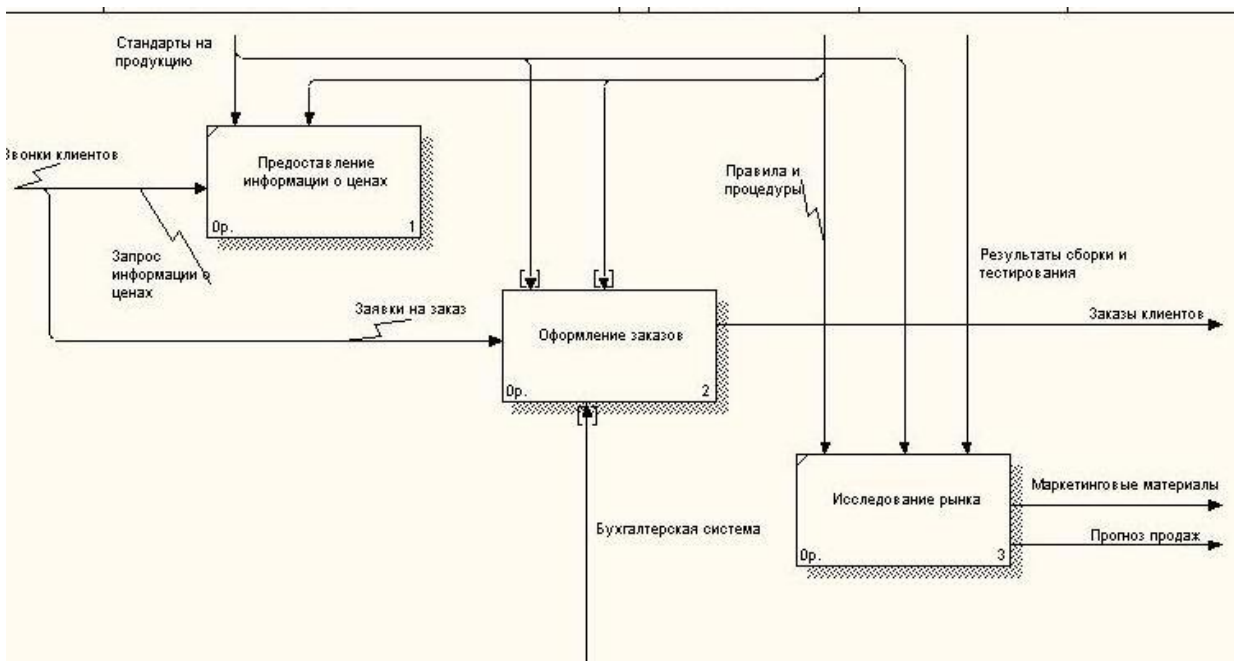 Стандарты на
продукцию
Звонки клиентов
Предоставление
информации о ценах
0р.
1
Запрос
информации о
ценах
Правила и
процедуры
Результаты сборки и
тестирования
Заявки на заказ
Оформление заказов
0р.
2
Заказы клиентов
Бухгалтерская система
Исследование рынка
0р.
3
Маркетинговые материалы
Прогноз продаж